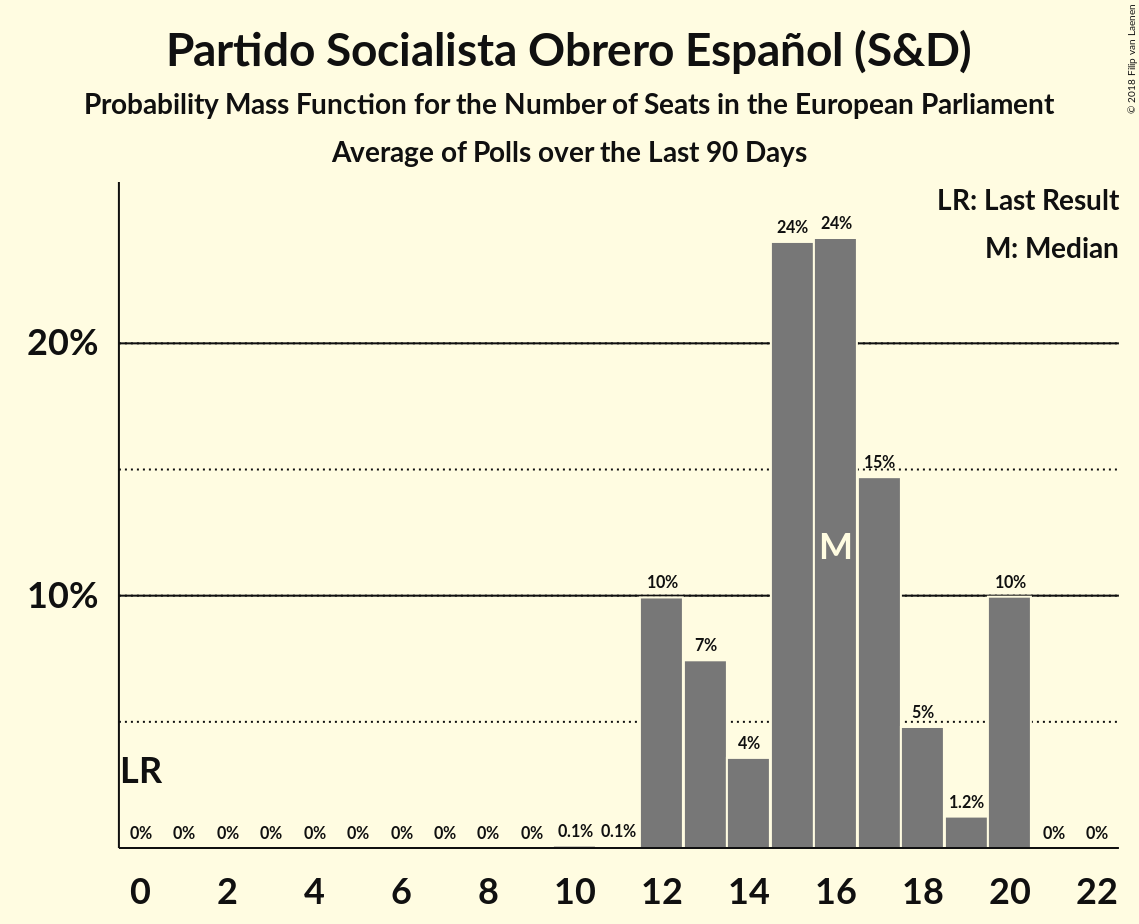 Partido Socialista Obrero Español (S&D)
Probability Mass Function for the Number of Seats in the European Parliament
Average of Polls over the Last 90 Days
© 2018 Filip van Laenen
LR: Last Result
M: Median
20%
10%
24% 24%
15%
M
10% 10%
7%
5%
4%
LR
1.2%
0% 0% 0% 0% 0% 0% 0% 0% 0% 0% 0.1% 0.1% 0% 0%
0 2 4 6 8 10 12 14 16 18 20 22